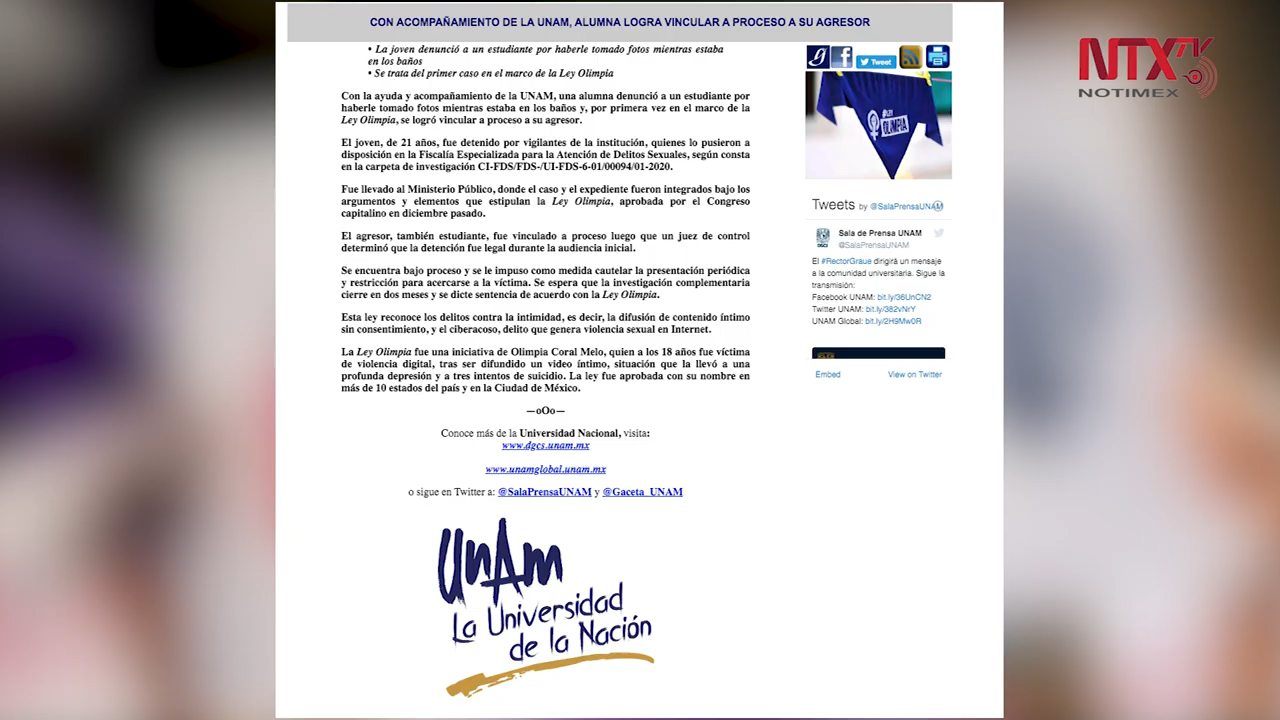 CON ACOMPAÑAMIENTO DE LA UNAM, ALUMNA LOGRA VINCULAR A PROCESO A SU AGRESOR
• La joven denunció a un estudiante por haberle tomado fotos mientras estaba
en los baños
• Se trata del primer caso en el marco de la Ley Olimpia
Con la ayuda y acompañamiento de la UNAM, una alumna denunció a un estudiante por
haberle tomado fotos mientras estaba en los baños y, por primera vez en el marco de la
Ley Olimpia, se logró vincular a proceso a su agresor.
El joven, de 21 años, fue detenido por vigilantes de la institución, quienes lo pusieron a
disposición en la Fiscalía Especializada para la Atención de Delitos Sexuales, según consta
en la carpeta de investigación CI-FDS/FDS-/UI-FDS-6-01/00094/01-2020.
Fue llevado al Ministerio Público, donde el caso y el expediente fueron integrados bajo los
argumentos y elementos que estipulan la Ley Olimpia, aprobada por el Congreso
capitalino en diciembre pasado.
El agresor, también estudiante, fue vinculado a proceso luego que un juez de control
determinó que la detención fue legal durante la audiencia inicial.
Se encuentra bajo proceso y se le impuso como medida cautelar la presentación periódica
y restricción para acercarse a la víctima. Se espera que la investigación complementaria
cierre en dos meses y se dicte sentencia de acuerdo con la Ley Olimpia.
Esta ley reconoce los delitos contra la intimidad, es decir, la difusión de contenido íntimo
sin consentimiento, y el ciberacoso, delito que genera violencia sexual en Internet.
La Ley Olimpia fue una iniciativa de Olimpia Coral Melo, quien a los 18 años fue víctima
de violencia digital, tras ser difundido un video íntimo, situación que la llevó a una
profunda depresión y a tres intentos de suicidio. La ley fue aprobada con su nombre en
más de 10 estados del país y en la Ciudad de México.
—oOo—
Conoce más de la Universidad Nacional, visita:
www.dgcs.unam.mx
www.unamglobal.unam.mx
o sigue en Twitter a: @SalaPrensaUNAM y @Gaceta_UNAM
UNAM
La Universidad
de la Nación
g f Tweet
#LEY
OLIMPIA
Tweets by @SalaPrensaUNAM
Sala de Prensa UNAM
@SalaPrensaUNAM
El #RectorGraue dirigirá un mensaje
a la comunidad universitaria. Sigue la
transmisión:
Facebook UNAM: bit.ly/36UnCN2
Twitter UNAM: bit.ly/382vNrY
UNAM Global: bit.ly/2H9Mw0R
Embed
View on Twitter
NTX TV
NOTIMEX